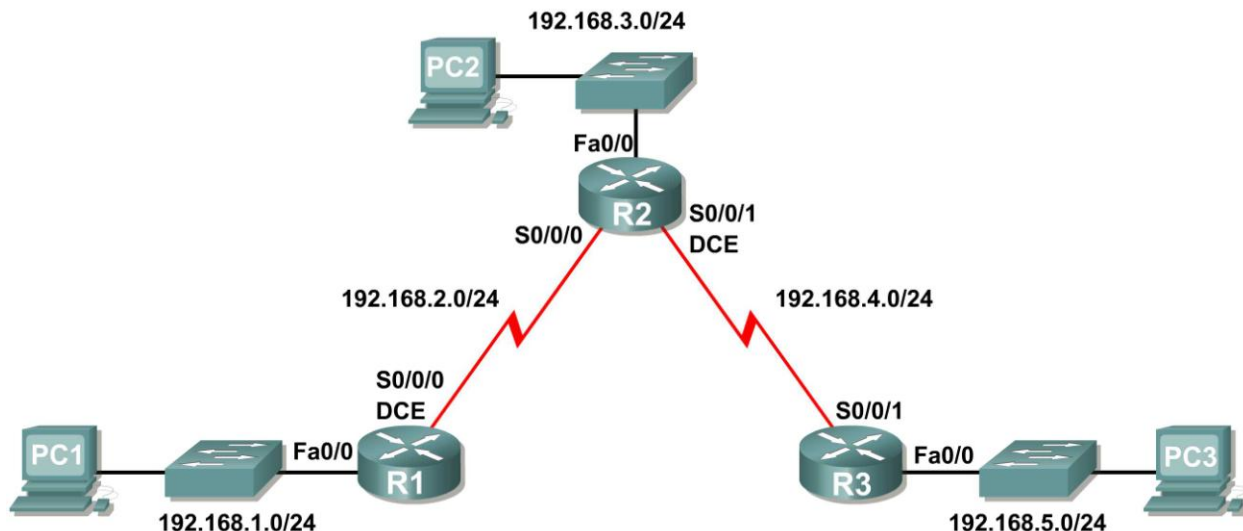 192.168.3.0/24
PC2
Fa0/0
R2
S0/0/1
DCE
S0/0/0
192.168.2.0/24
192.168.4.0/24
S0/0/0
DCE
S0/0/1
PC1
Fa0/0
R1
R3
Fa0/0
PC3
192.168.1.0/24
192.168.5.0/24